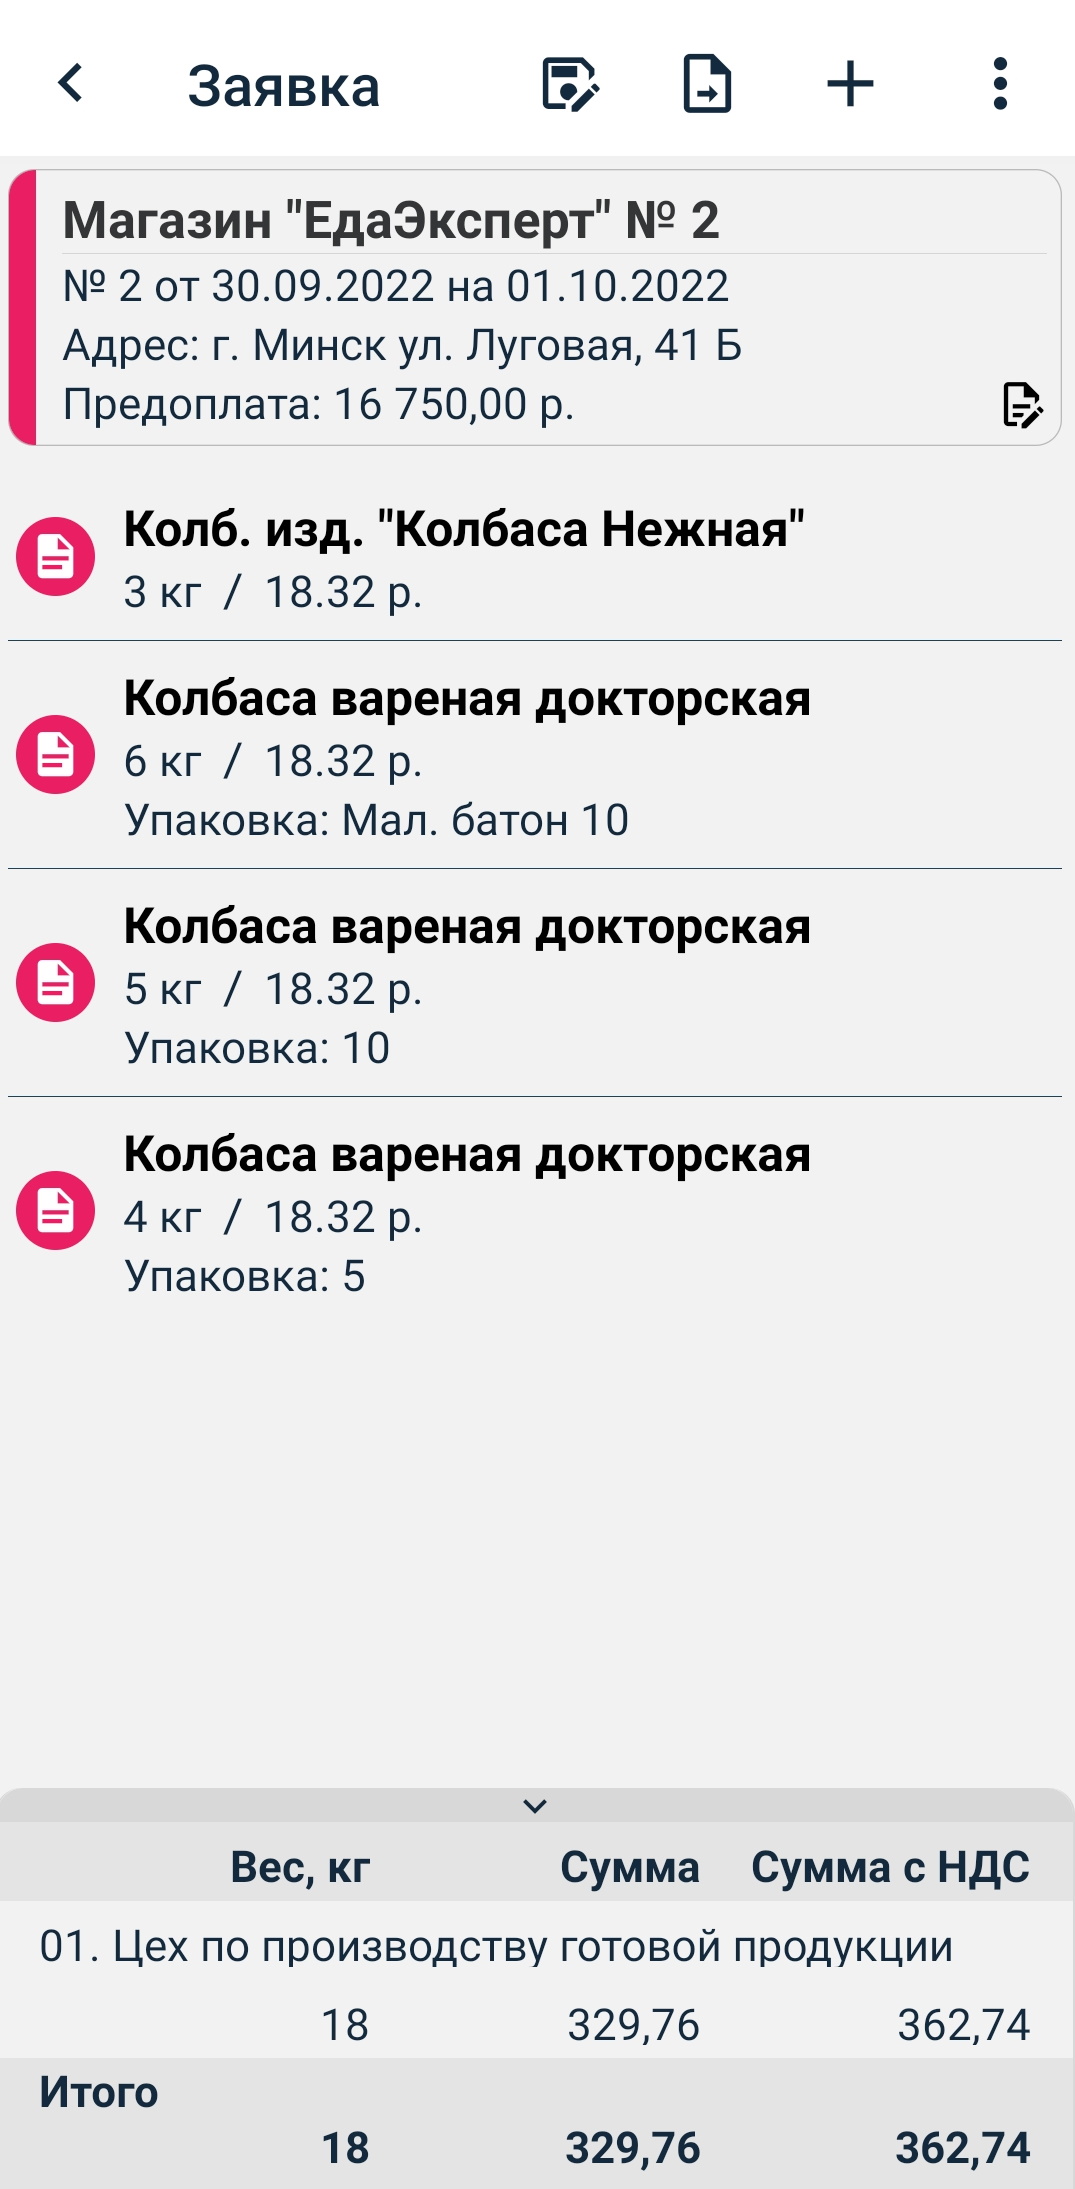 Заявка
Магазин "ЕдаЭксперт" № 2
№ 2 от 30.09.2022 на 01.10.2022
Адрес: г. Минск ул. Луговая, 41 Б
Предоплата: 16 750,00 р.
Колб. изд. "Колбаса Нежная"
3 кг / 18.32 р.
Колбаса вареная докторская
6 кг / 18.32 р.
Упаковка: Мал. батон 10
Колбаса вареная докторская
5 кг / 18.32 р.
Упаковка: 10
Колбаса вареная докторская
4 кг / 18.32 р.
Упаковка: 5
Вес, кг Сумма Сумма с НДС
01. Цех по производству готовой продукции
18 329,76 362,74
Итого
18 329,76 362,74